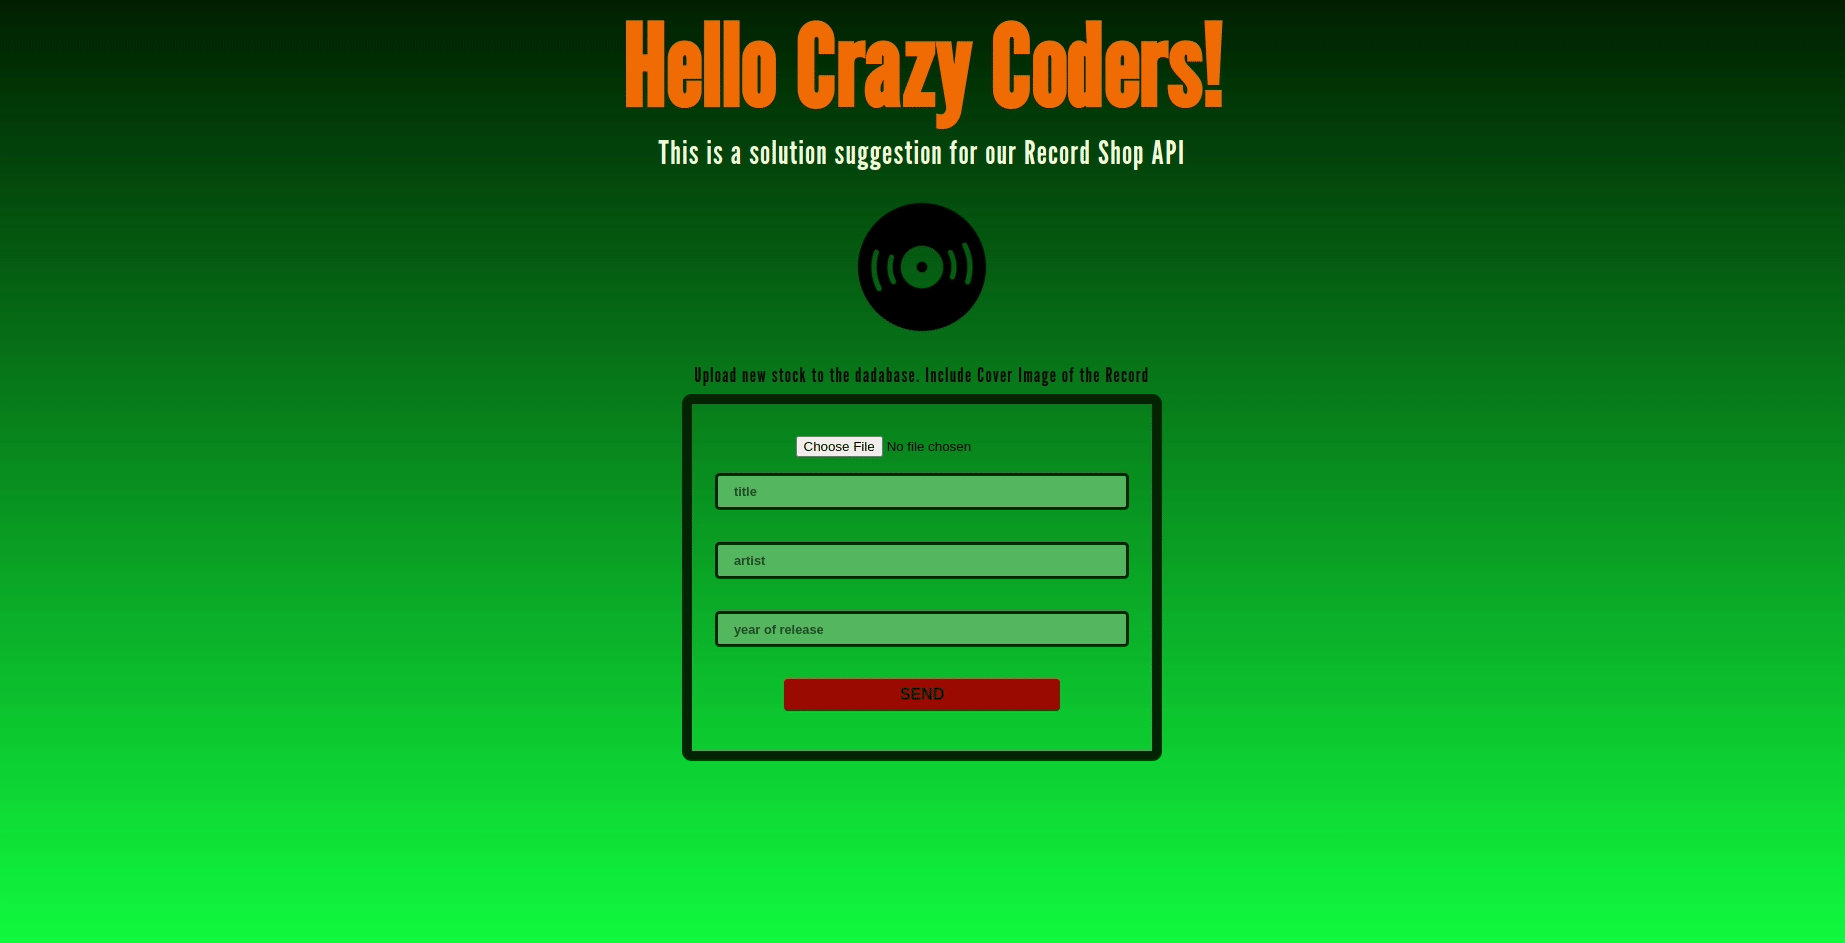 Hello Crazy Coders!
This is a solution suggestion for our Record Shop API
Upload new stock to the dadabase. Include Cover Image of the Record
Choose File No file chosen
title
artist
year of release
SEND